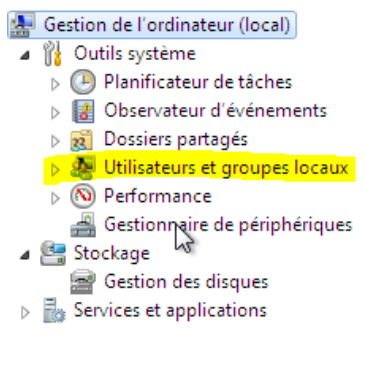 Gestion de l'ordinateur (local)
Outils système
Planificateur de tâches
Observateur d'événements
Dossiers partagés
Utilisateurs et groupes locaux
Performance
Gestionnaire de périphériques
Stockage
Gestion des disques
Services et applications